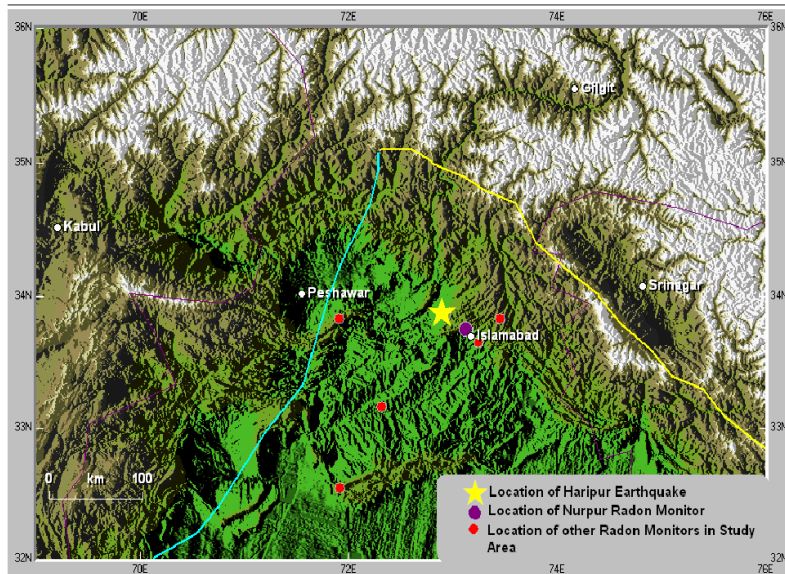 70E 72E 74E 76E
36N 36N
Gilgit
35N 35N
Kabul
Srinagar
34N Peshawar 34N
Islamabad
33N 33N
0 km 100
Location of Haripur Earthquake
Location of Nurpur Radon Monitor
Location of other Radon Monitors in Study
Area
32N 32N
70E 72E 74E 76E